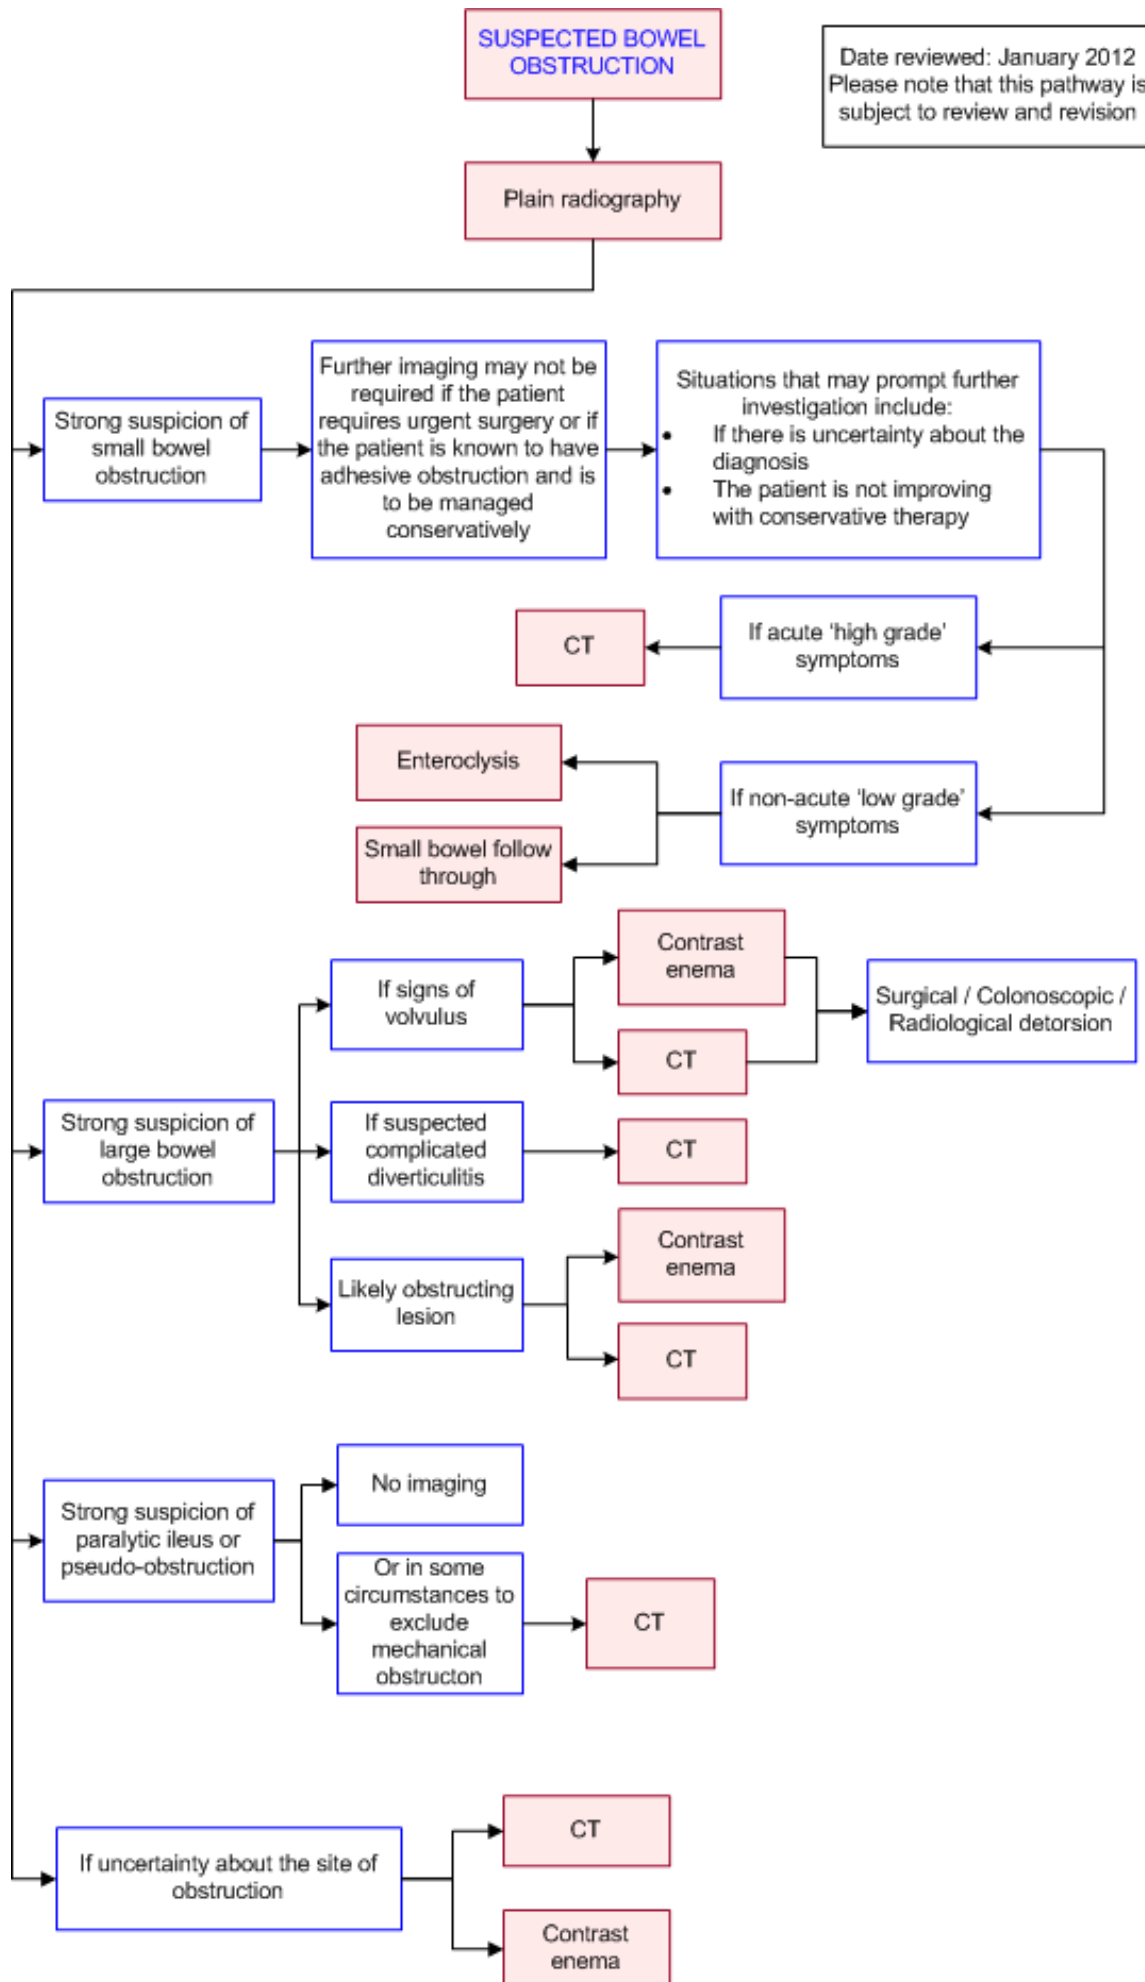 SUSPECTED BOWEL
OBSTRUCTION
Date reviewed: January 2012
Please note that this pathway is
subject to review and revision
Plain radiography
Strong suspicion of
small bowel
obstruction
Further imaging may not be
required if the patient
requires urgent surgery or if
the patient is known to have
adhesive obstruction and is
to be managed
conservatively
Situations that may prompt further
investigation include:
• If there is uncertainty about the
diagnosis
• The patient is not improving
with conservative therapy
CT
If acute ‘high grade’
symptoms
Enteroclysis
If non-acute ‘low grade’
symptoms
Small bowel follow
through
Strong suspicion of
large bowel
obstruction
If signs of
volvulus
Contrast
enema
CT
Surgical / Colonoscopic /
Radiological detorsion
If suspected
complicated
diverticulitis
CT
Likely obstructing
lesion
Contrast
enema
CT
Strong suspicion of
paralytic ileus or
pseudo-obstruction
No imaging
Or in some
circumstances to
exclude
mechanical
obstructon
CT
If uncertainty about the site of
obstruction
CT
Contrast
enema